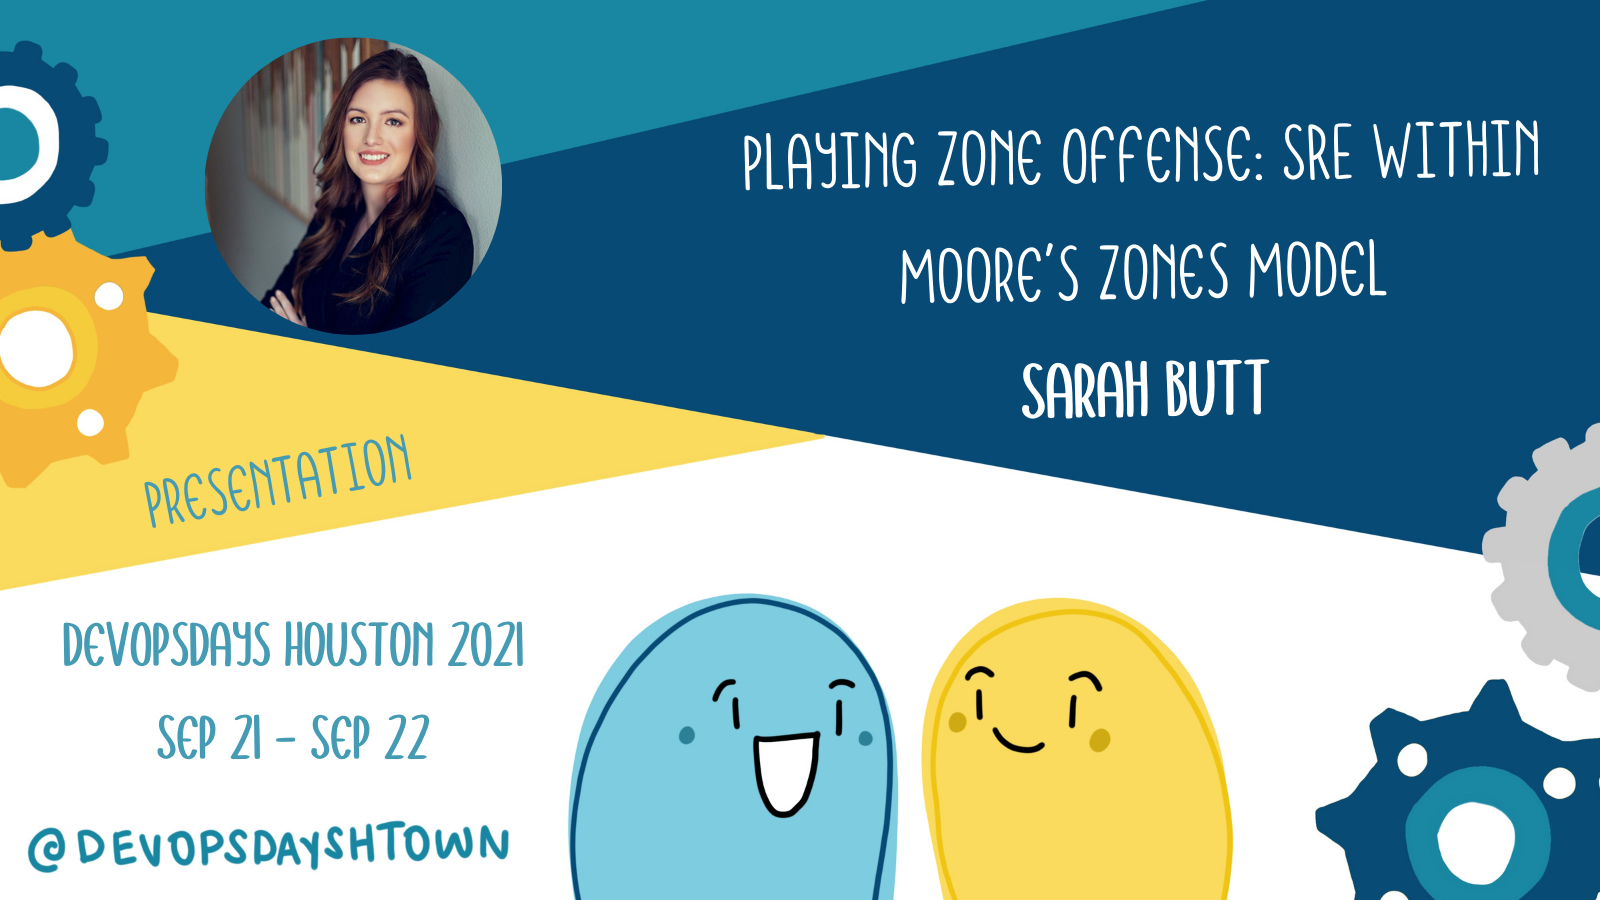 PLAYING ZONE OFFENSE: SRE WITHIN
MOORE'S ZONES MODEL
SARAH BUTT
PRESENTATION
DEVOPSDAYS HOUSTON 2021
SEP 21 - SEP 22
@DEVOPSDAYSHTOWN